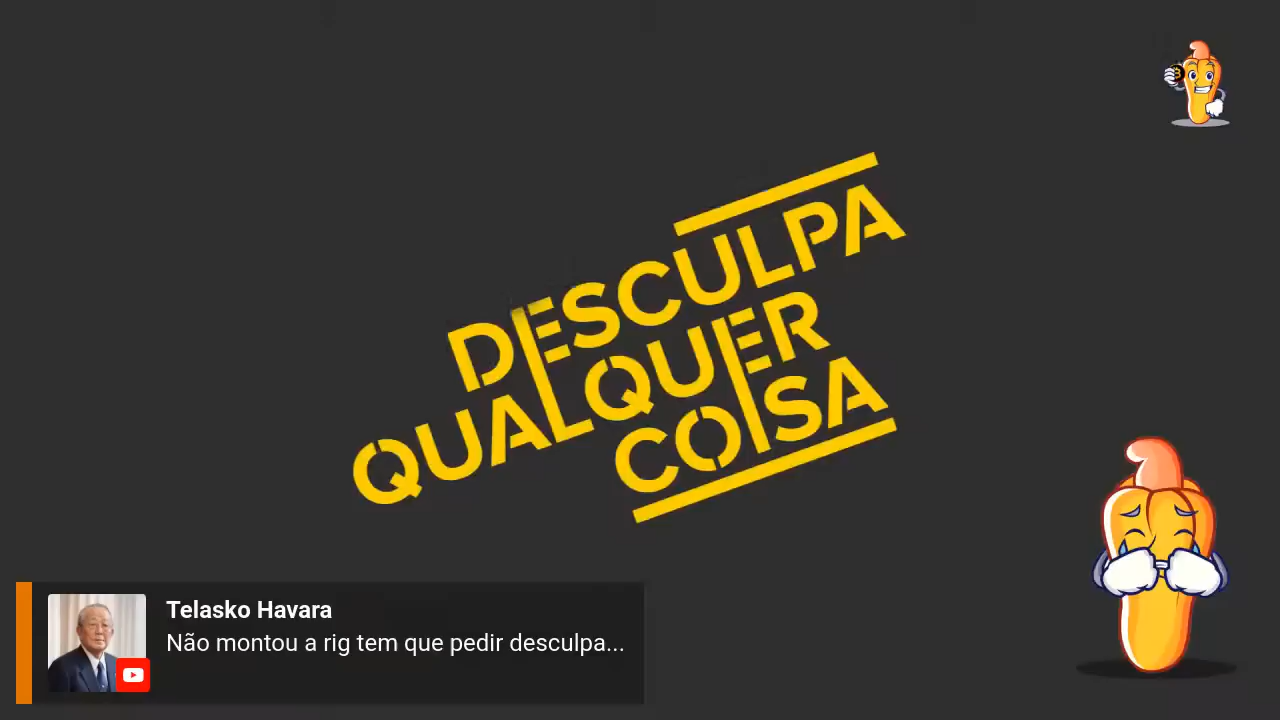 DESCULPA
QUALQUER
COISA
Telasko Havara
Não montou a rig tem que pedir desculpa...